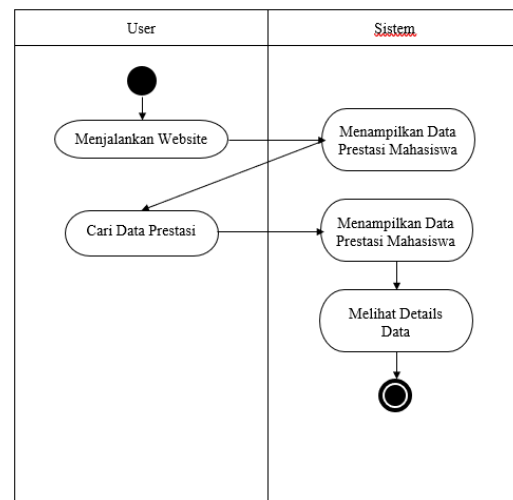 User
Sistem
Menjalankan Website
Menampilkan Data
Prestasi Mahasiswa
Cari Data Prestasi
Menampilkan Data
Prestasi Mahasiswa
Melihat Details
Data